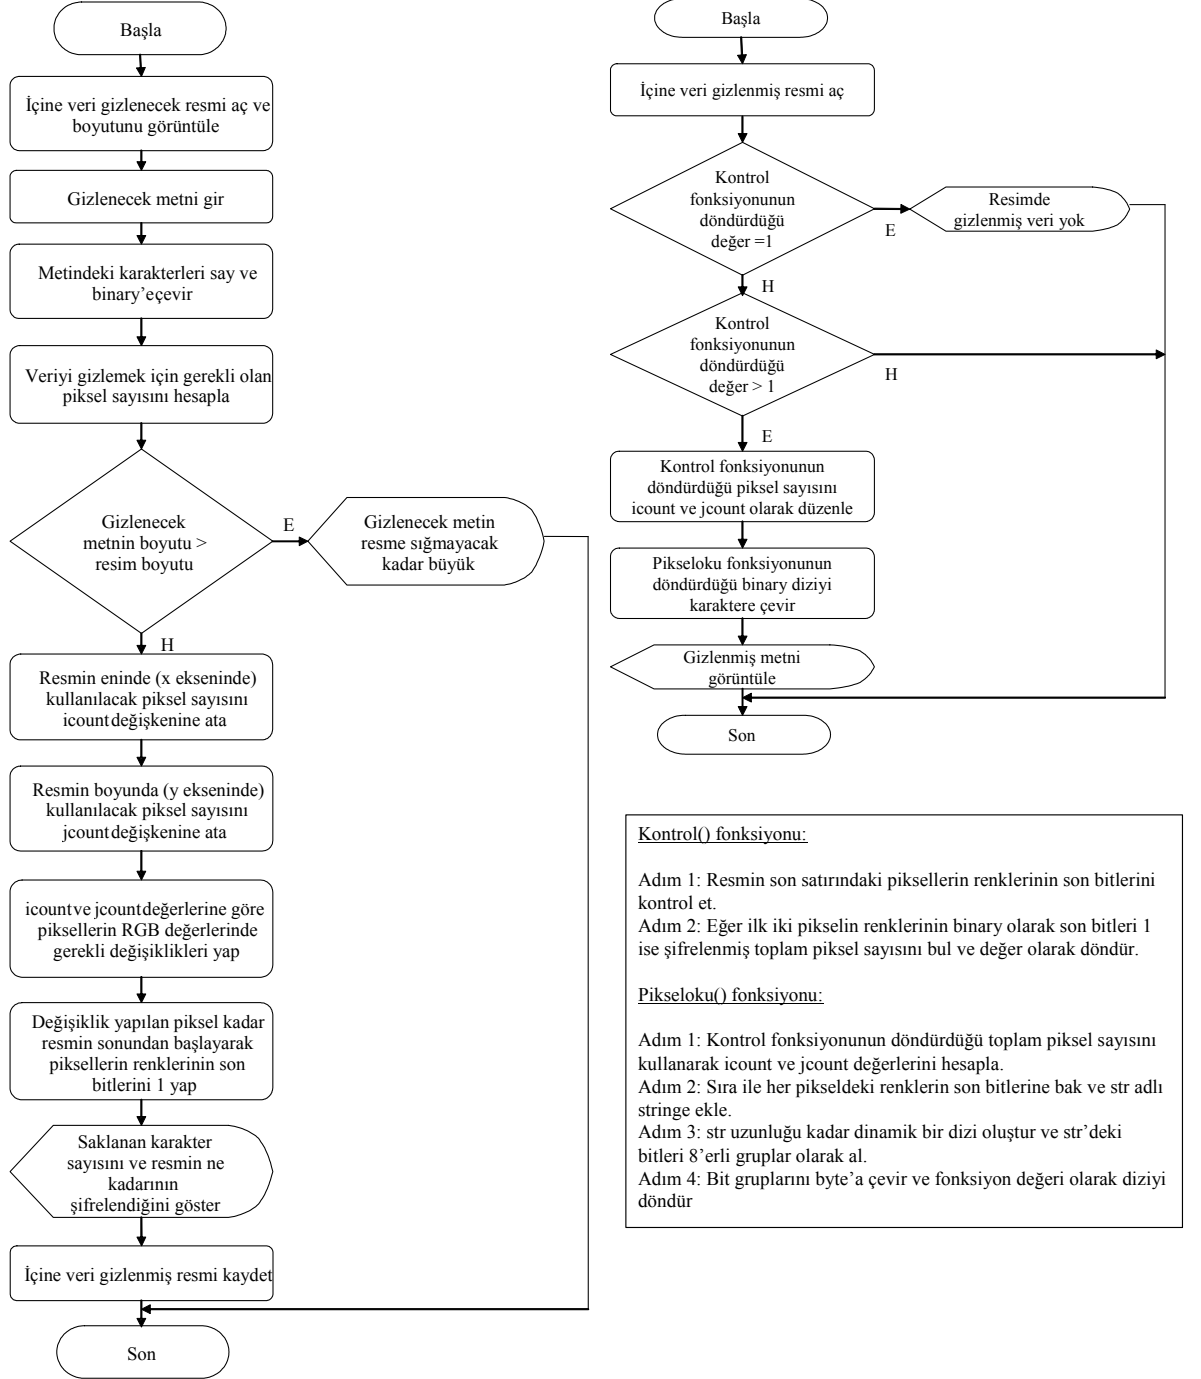 Başla
İçine veri gizlenecek resmi aç ve
boyutunu görüntüle
Gizlenecek metni gir
Metindeki karakterleri say ve
binary’eçevir
Veriyi gizlemek için gerekli olan
piksel sayısını hesapla
Gizlenecek
metnin boyutu >
resim boyutu
E
Gizlenecek metin
resme sığmayacak
kadar büyük
H
Resmin eninde (x ekseninde)
kullanılacak piksel sayısını
icount değişkenine ata
Resmin boyunda (y ekseninde)
kullanılacak piksel sayısını
jcount değişkenine ata
icount ve jcount değerlerine göre
piksellerin RGB değerlerinde
gerekli değişiklikleri yap
Değişiklik yapılan piksel kadar
resmin sonundan başlayarak
piksellerin renklerinin son
bitlerini 1 yap
Saklanan karakter
sayısını ve resmin ne
kadarının
şifrelendiğini göster
İçine veri gizlenmiş resmi kaydet
Son
Başla
İçine veri gizlenmiş resmi aç
Kontrol
fonksiyonunun
döndürdüğü
değer =1
E
Resimde
gizlenmiş veri yok
H
Kontrol
fonksiyonunun
döndürdüğü
değer > 1
H
E
Kontrol fonksiyonunun
döndürdüğü piksel sayısını
icount ve jcount olarak düzenle
Pikseloku fonksiyonunun
döndürdüğü binary diziyi
karaktere çevir
Gizlenmiş metni
görüntüle
Son
Kontrol() fonksiyonu:
Adım 1: Resmin son satırındaki piksellerin renklerinin son bitlerini
kontrol et.
Adım 2: Eğer ilk iki pikselin renklerinin binary olarak son bitleri 1
ise şifrelenmiş toplam piksel sayısını bul ve değer olarak döndür.
Pikseloku() fonksiyonu:
Adım 1: Kontrol fonksiyonunun döndürdüğü toplam piksel sayısını
kullanarak icount ve jcount değerlerini hesapla.
Adım 2: Sıra ile her pikseldeki renklerin son bitlerine bak ve str adlı
stringe ekle.
Adım 3: str uzunluğu kadar dinamik bir dizi oluştur ve str’deki
bitleri 8’erli gruplar olarak al.
Adım 4: Bit gruplarını byte’a çevir ve fonksiyon değeri olarak diziyi
döndür